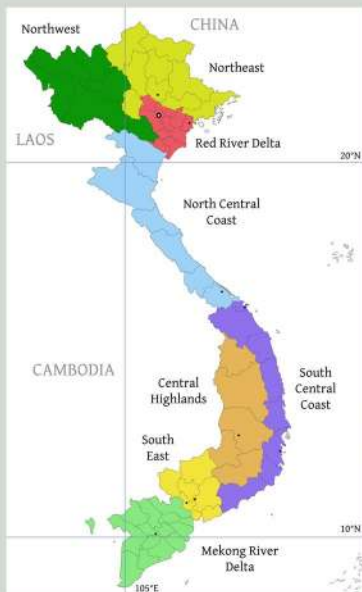 CHINA
Northwest
Northeast
LAOS
Red River Delta
20°N
North Central
Coast
CAMBODIA
Central
Highlands
South Central
Coast
South
East
10°N
Mekong River
Delta
105°E